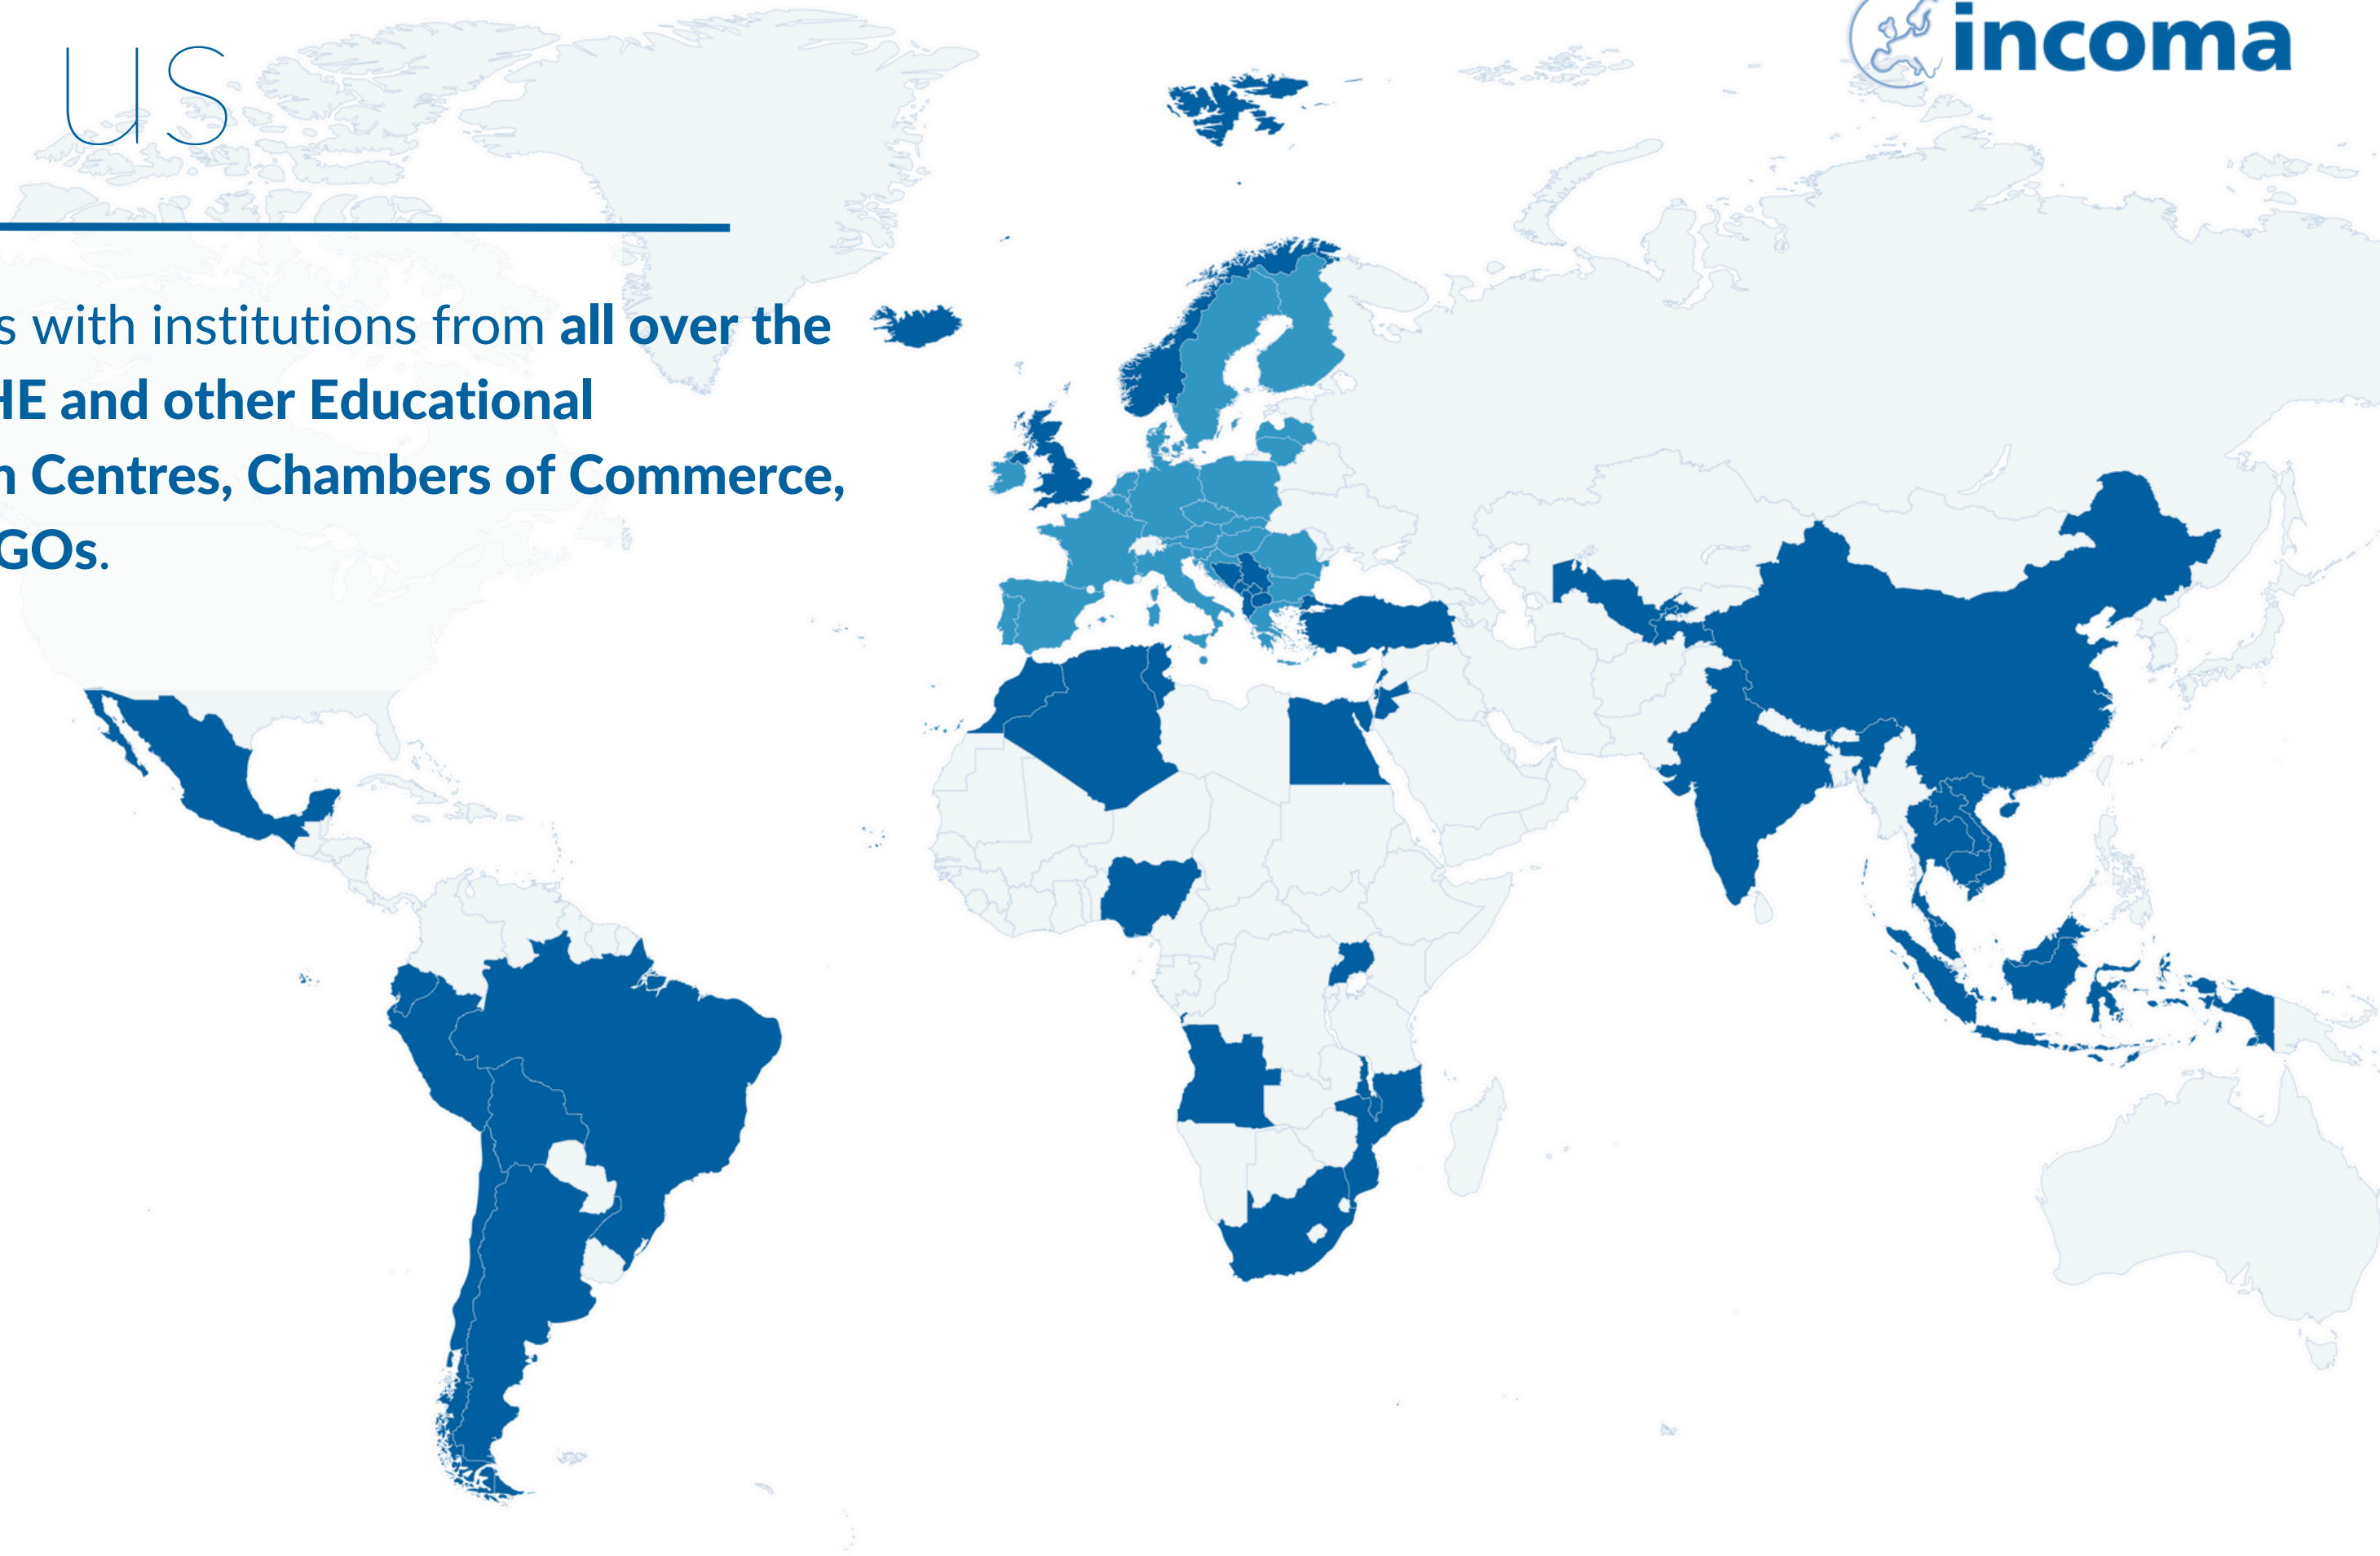 us
incoma
s with institutions from all over the
HE and other Educational
n Centres, Chambers of Commerce,
GOs.